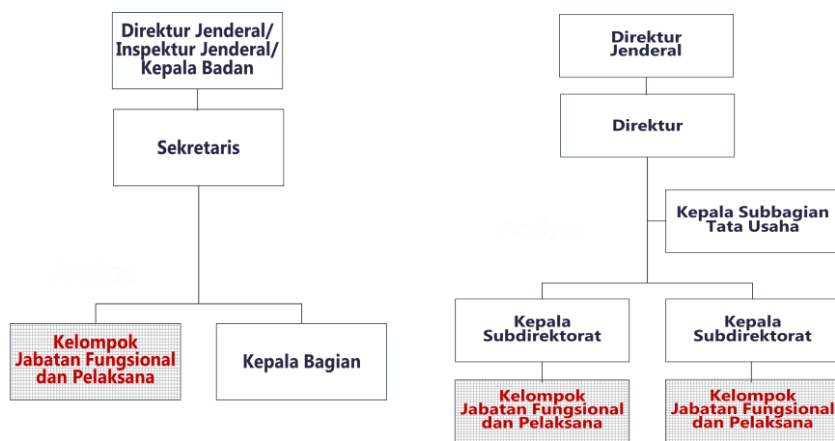 Direktur Jenderal/
Inspektur Jenderal/
Kepala Badan
Sekretaris
Kelompok
Jabatan Fungsional
dan Pelaksana
Kepala Bagian
Direktur
Jenderal
Direktur
Kepala Subbagian
Tata Usaha
Kepala
Subdirektorat
Kepala
Subdirektorat
Kelompok
Jabatan Fungsional
dan Pelaksana
Kelompok
Jabatan Fungsional
dan Pelaksana